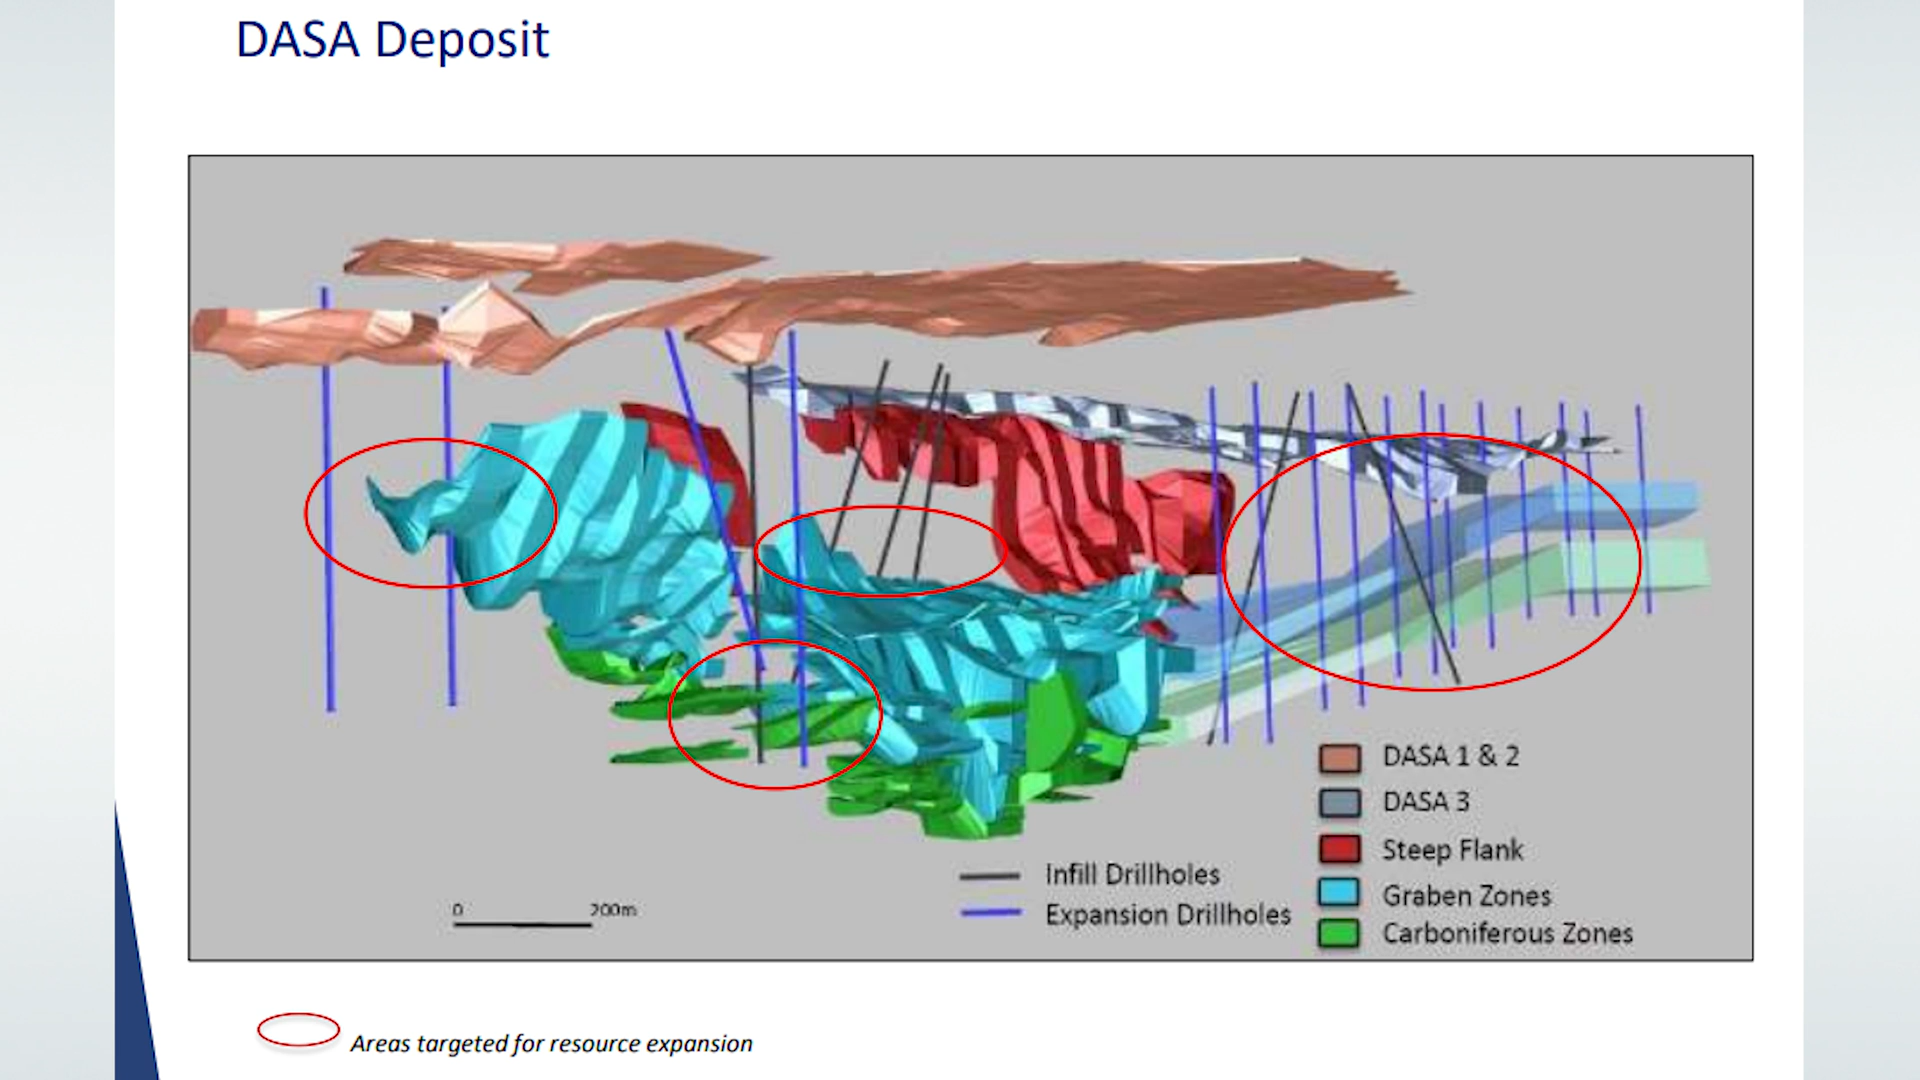 DASA Deposit
DASA 1 & 2
DASA 3
Steep Flank
Graben Zones
Carboniferous Zones
Infill Drillholes
Expansion Drillholes
0 200m
Areas targeted for resource expansion